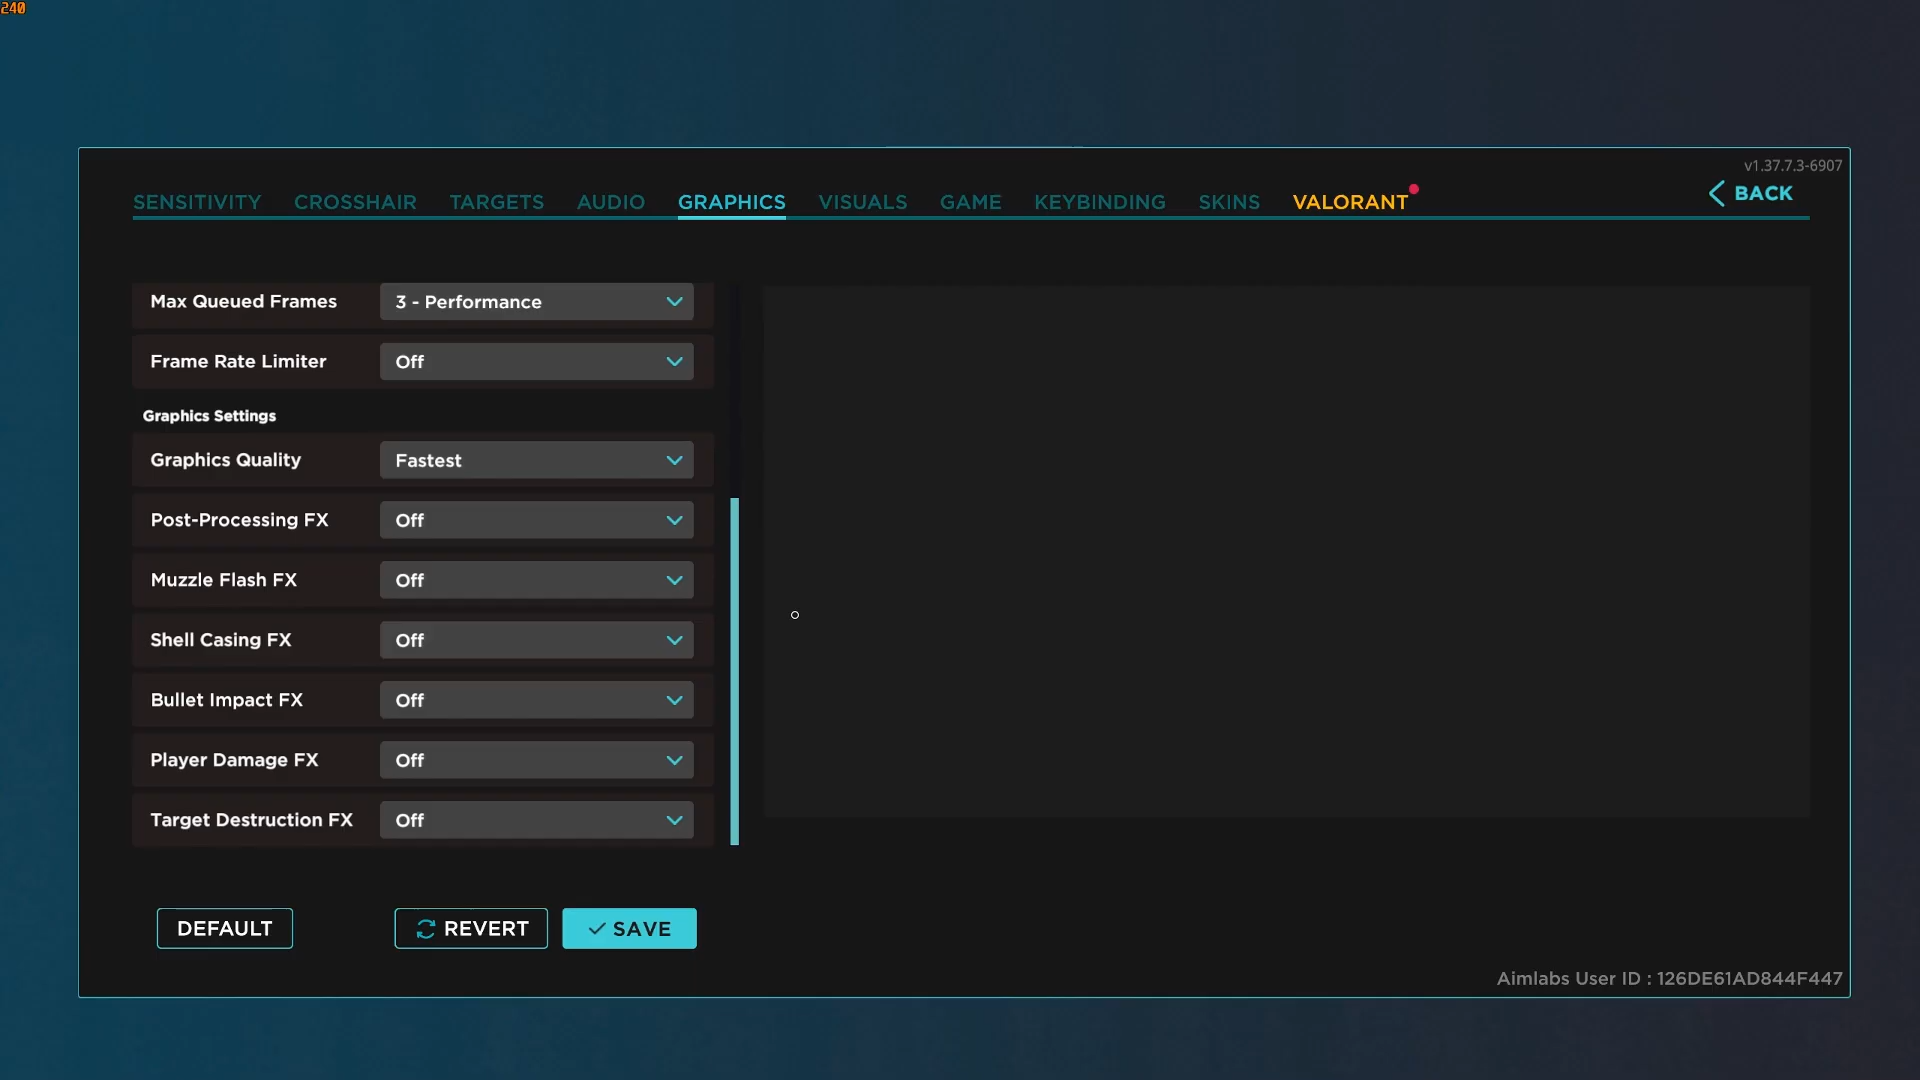 240
v1.37.7.3-6907
SENSITIVITY CROSSHAIR TARGETS AUDIO GRAPHICS VISUALS GAME KEYBINDING SKINS VALORANT
BACK
Max Queued Frames 3 - Performance
Frame Rate Limiter Off
Graphics Settings
Graphics Quality Fastest
Post-Processing FX Off
Muzzle Flash FX Off
Shell Casing FX Off
Bullet Impact FX Off
Player Damage FX Off
Target Destruction FX Off
DEFAULT REVERT SAVE
Aimlabs User ID : 126DE61AD844F447